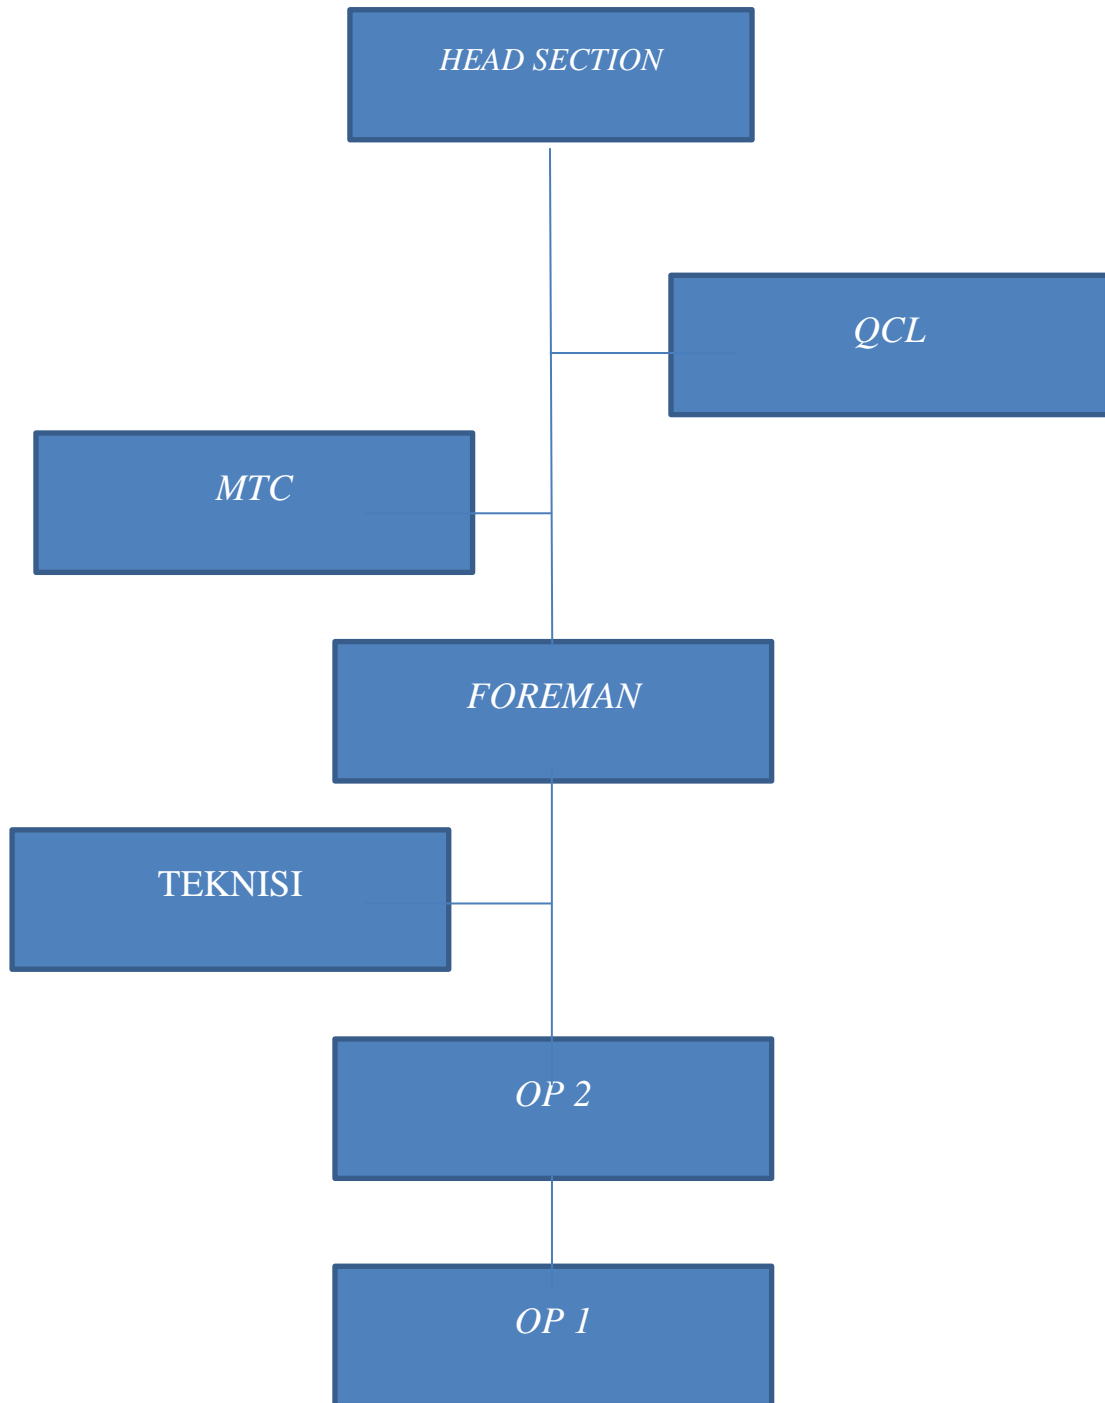 HEAD SECTION
QCL
MTC
FOREMAN
TEKNISI
OP 2
OP 1